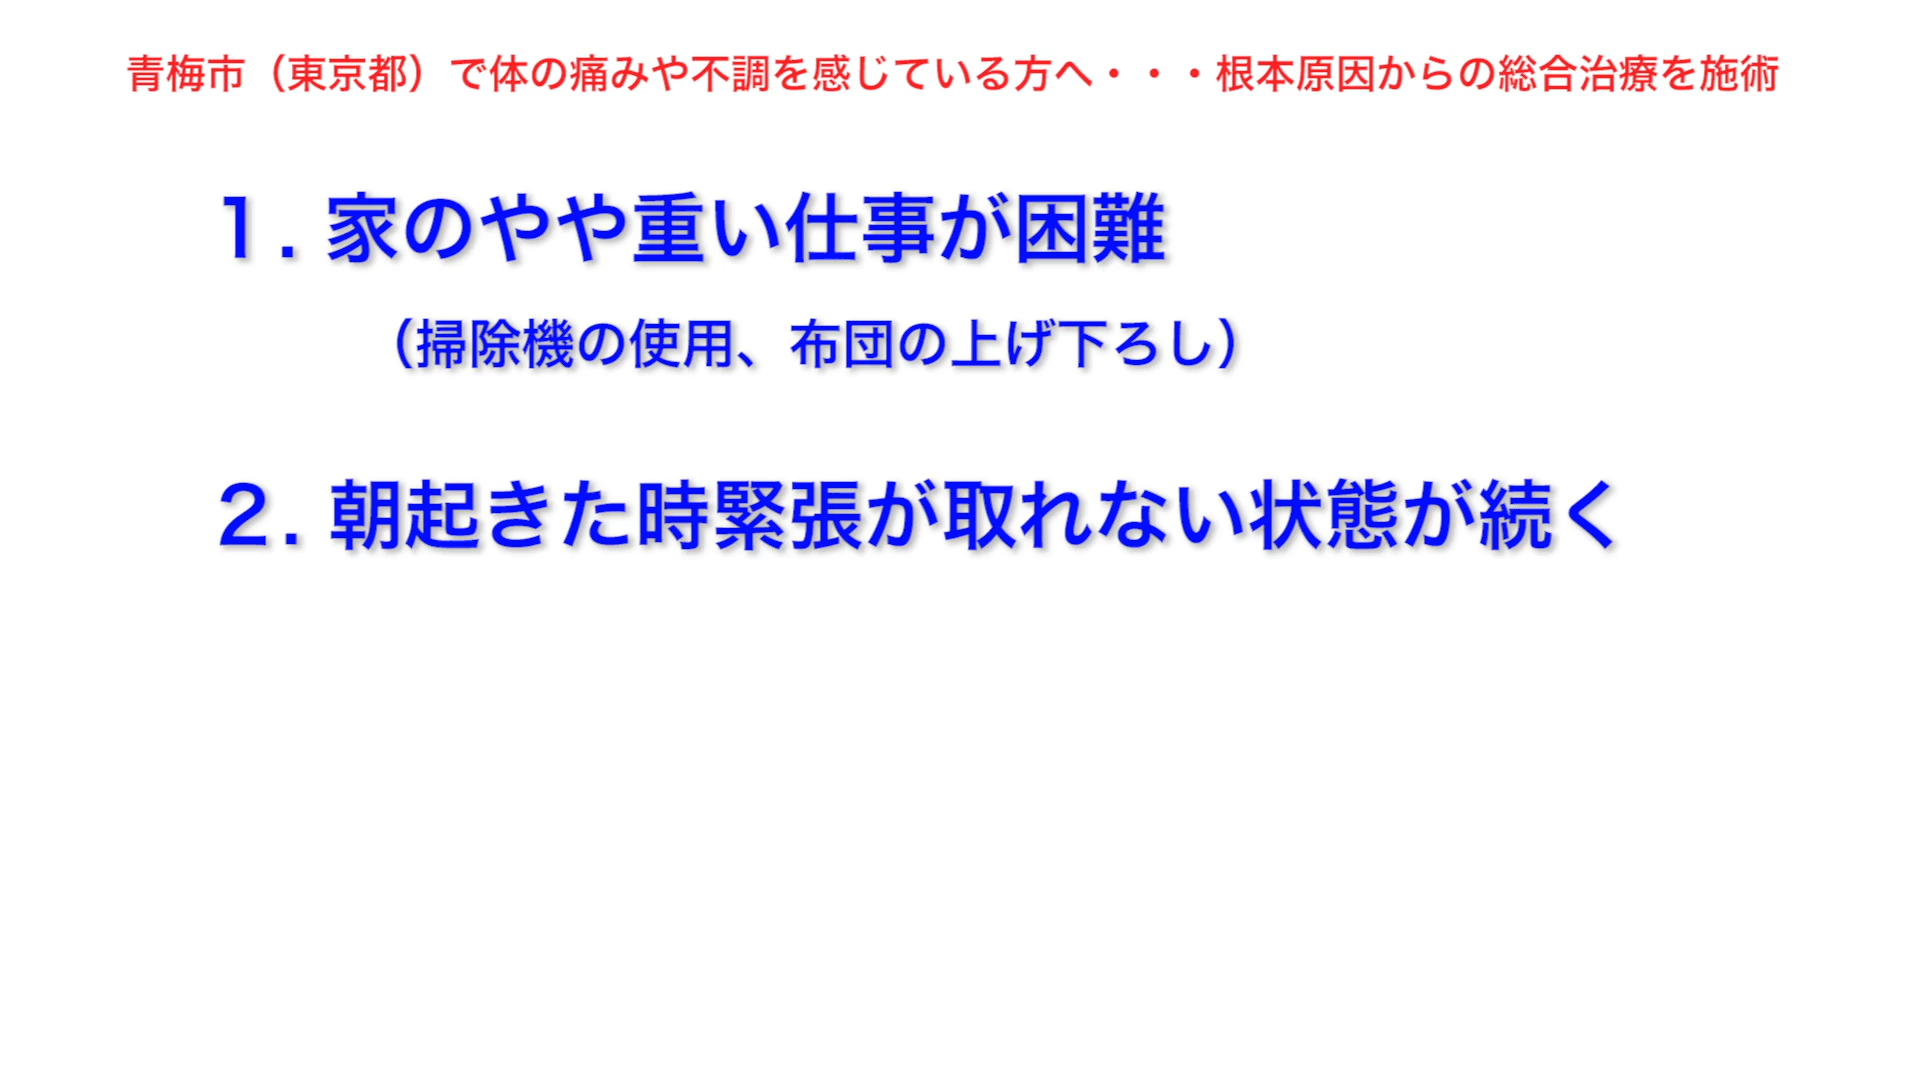 青梅市（東京都）で体の痛みや不調を感じている方へ・・・根本原因からの総合治療を施術
１. 家のやや重い仕事が困難
（掃除機の使用、布団の上げ下ろし）
２. 朝起きた時緊張が取れない状態が続く